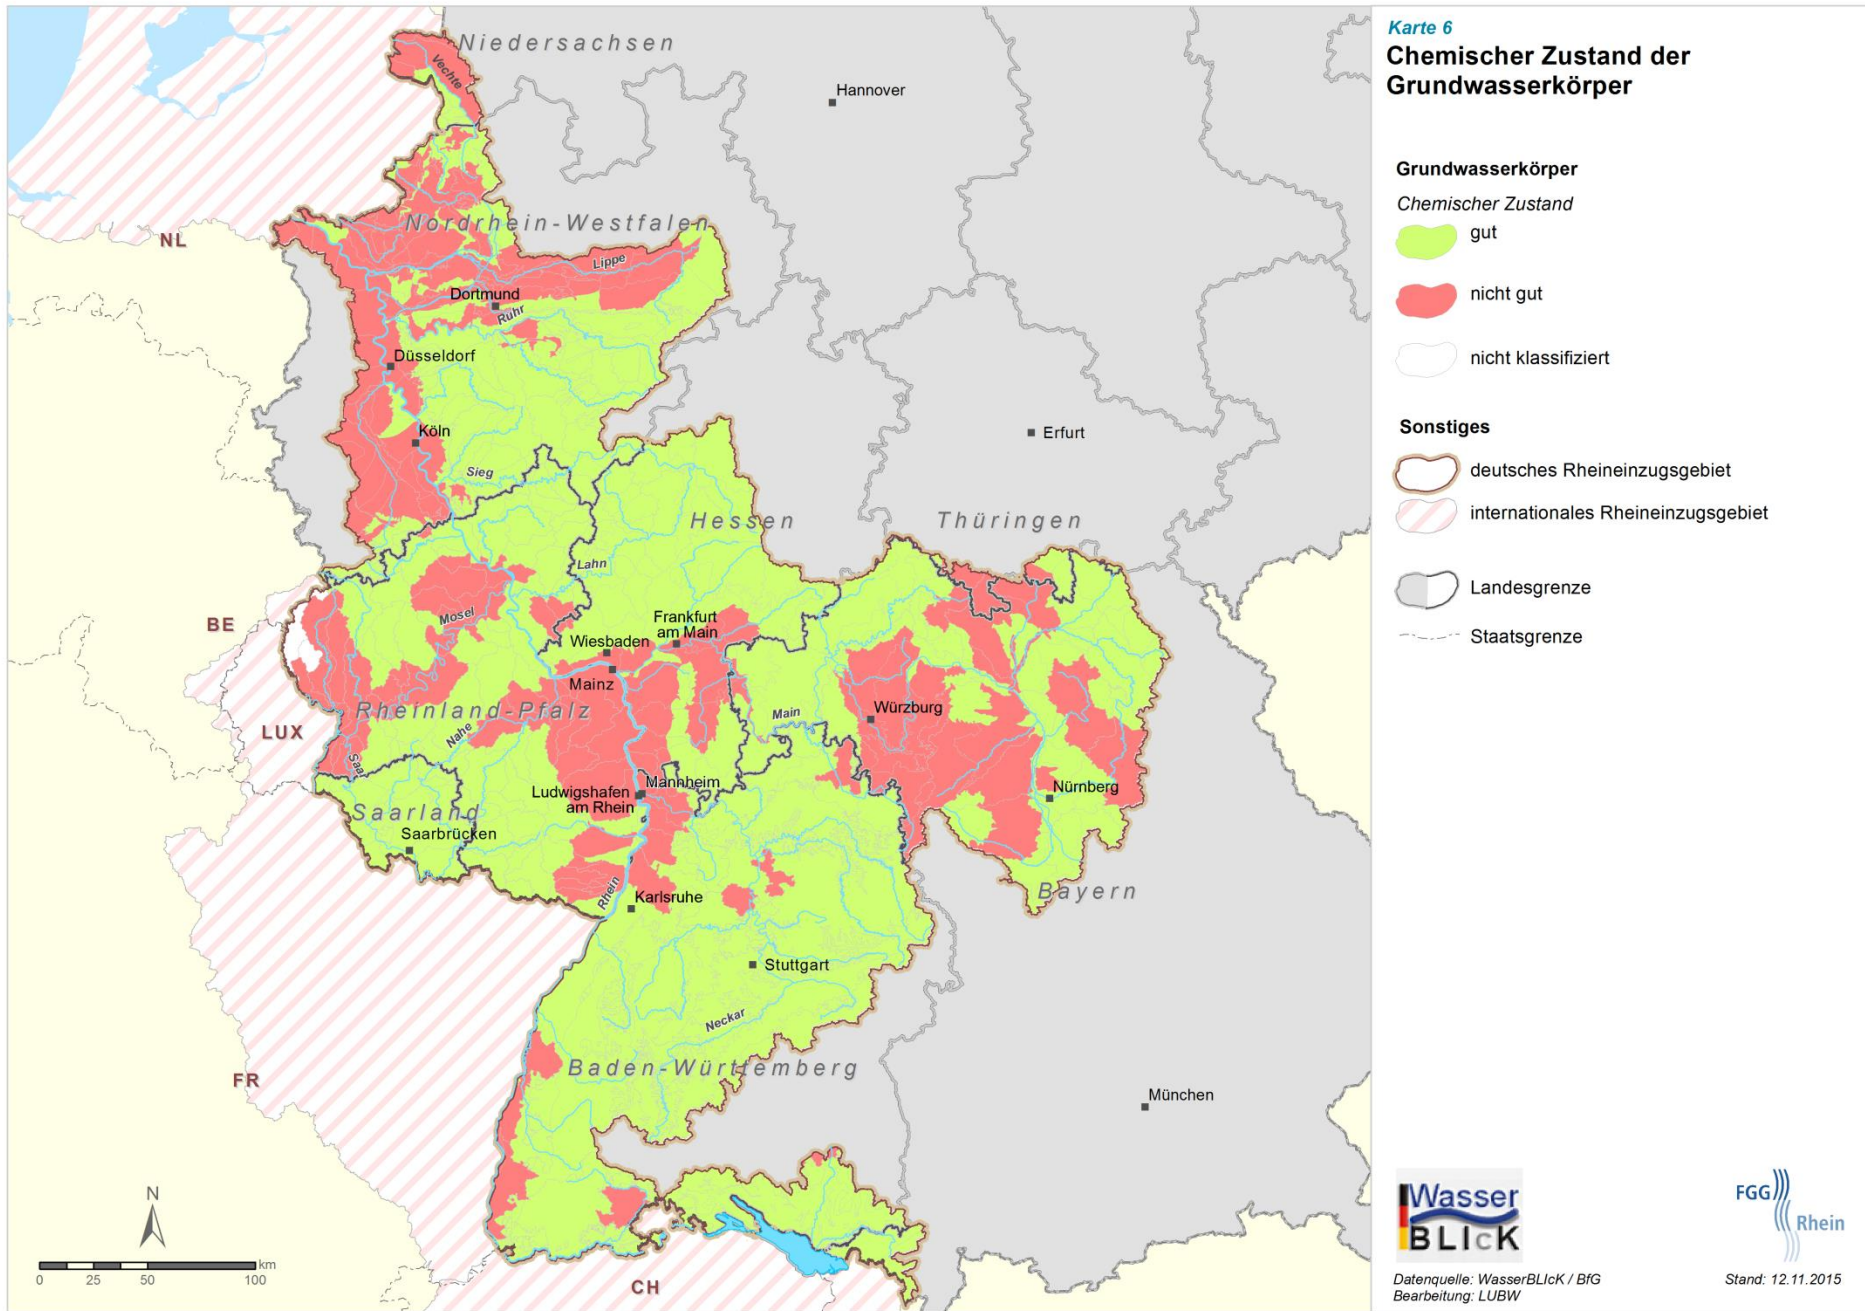 Karte 6
Chemischer Zustand der
Grundwasserkörper
Grundwasserkörper
Chemischer Zustand
gut
nicht gut
nicht klassifiziert
Sonstiges
deutsches Rheineinzugsgebiet
internationales Rheineinzugsgebiet
Landesgrenze
Staatsgrenze
Niedersachsen
Vechte
Hannover
Nordrhein-Westfalen
NL
Lippe
Dortmund
Ruhr
Düsseldorf
Köln
Erfurt
Sieg
Hessen
Thüringen
Lahn
BE
Mosel
Frankfurt
am Main
Wiesbaden
Mainz
Rheinland-Pfalz
Würzburg
Main
LUX
Nahe
Saar
Mannheim
Ludwigshafen
am Rhein
Nürnberg
Saarland
Saarbrücken
Rhein
Karlsruhe
Bayern
Stuttgart
Neckar
Baden-Württemberg
FR
München
N
km
0 25 50 100
CH
Wasser
BLIcK
FGG
Rhein
Datenquelle: WasserBLIcK / BfG
Bearbeitung: LUBW
Stand: 12.11.2015